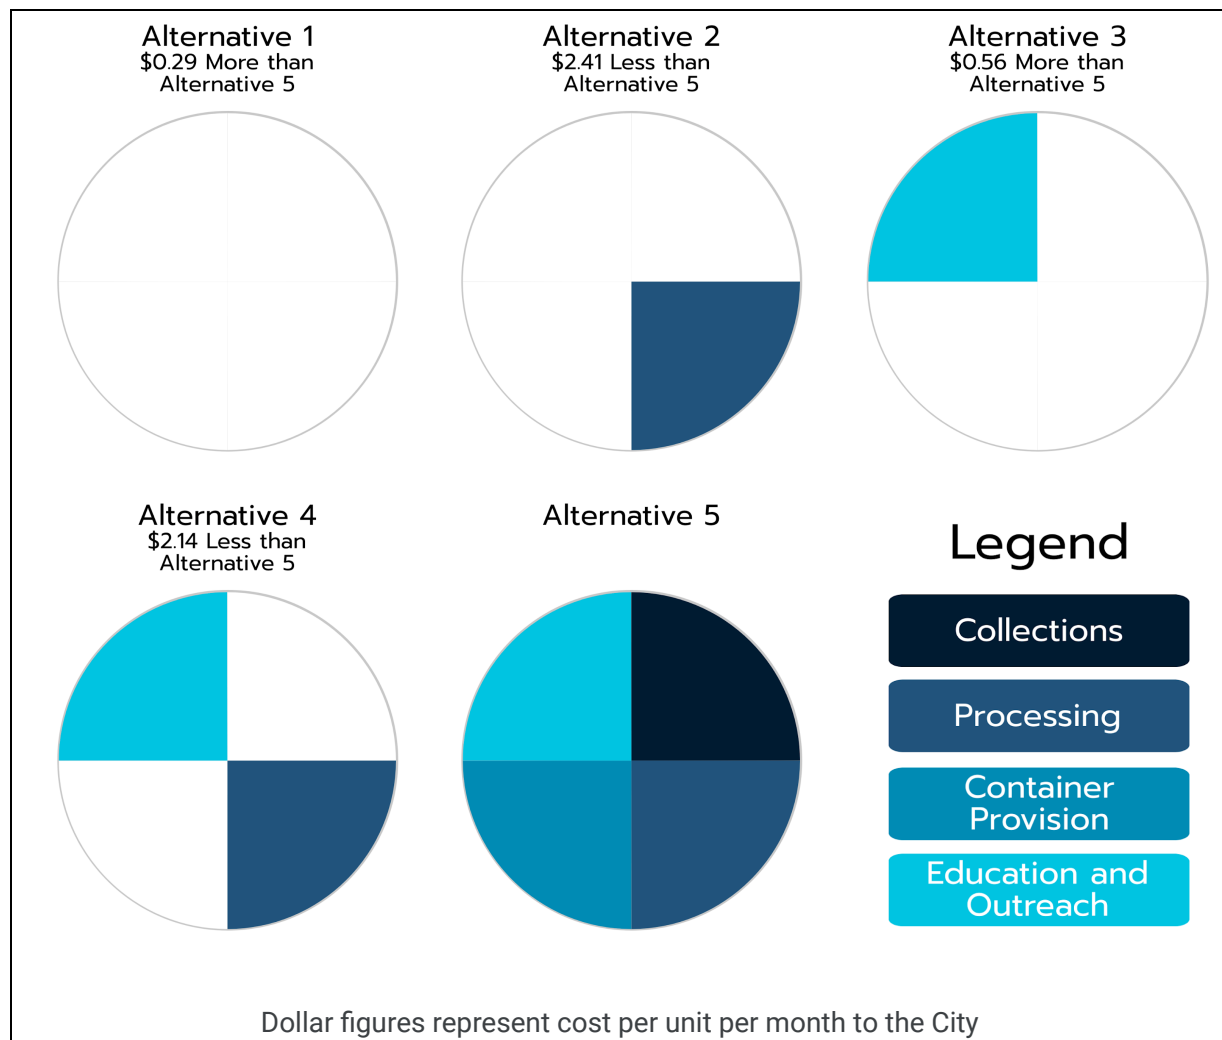 Alternative 1
$0.29 More than
Alternative 5
Alternative 2
$2.41 Less than
Alternative 5
Alternative 3
$0.56 More than
Alternative 5
Alternative 4
$2.14 Less than
Alternative 5
Alternative 5
Legend
Collections
Processing
Container
Provision
Education and
Outreach
Dollar figures represent cost per unit per month to the City